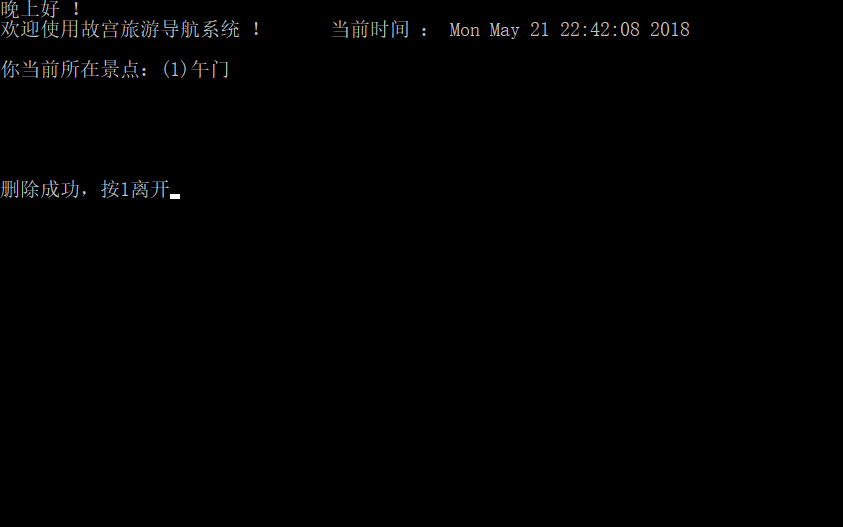 晚上好 !
欢迎使用故宫旅游导航系统 !       当前时间 : Mon May 21 22:42:08 2018
你当前所在景点: (1)午门
删除成功, 按1离开